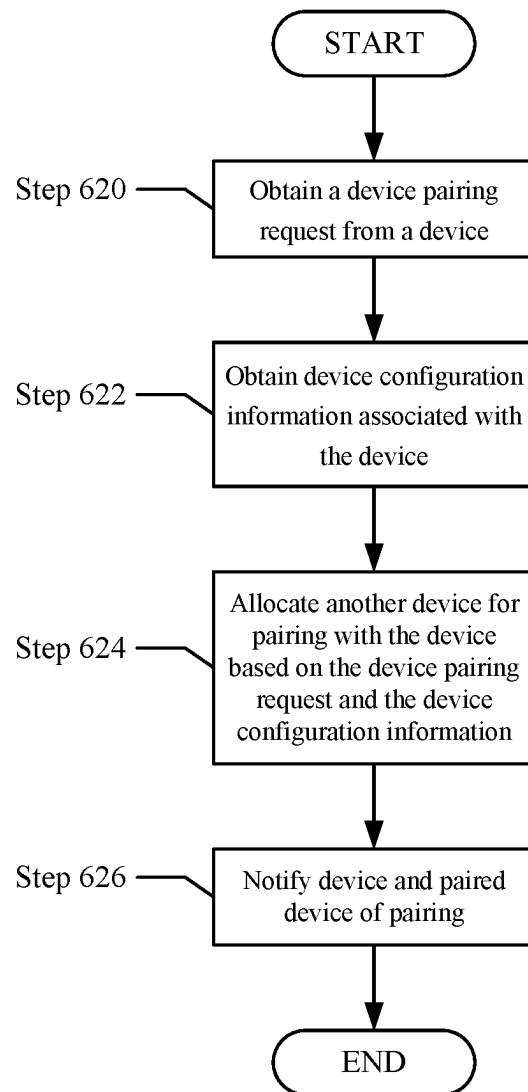 START
Step 620
Obtain a device pairing
request from a device
Step 622
Obtain device configuration
information associated with
the device
Step 624
Allocate another device for
pairing with the device
based on the device pairing
request and the device
configuration information
Step 626
Notify device and paired
device of pairing
END